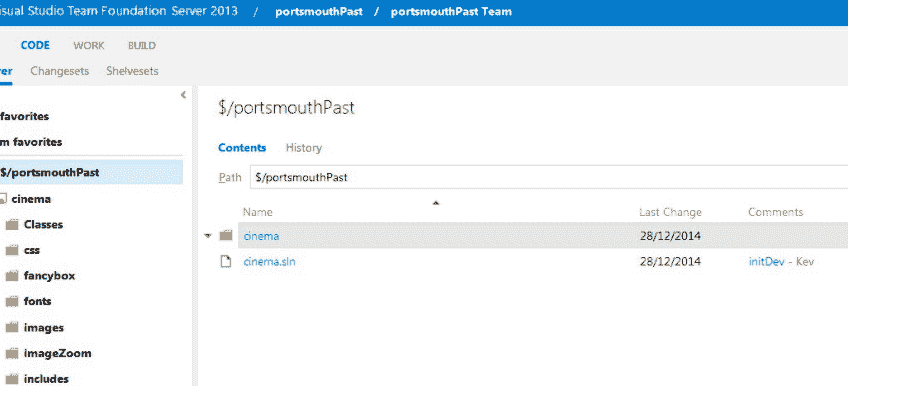 isual Studio Team Foundation Server 2013 / portsmouthPast / portsmouthPast Team
CODE WORK BUILD
rer Changesets Shelvesets
favorites
m favorites
$/portsmouthPast
cinema
Classes
css
fancybox
fonts
images
imageZoom
includes
$/portsmouthPast
Contents History
Path $/portsmouthPast
Name Last Change Comments
cinema 28/12/2014
cinema.sln 28/12/2014 initDev - Kev